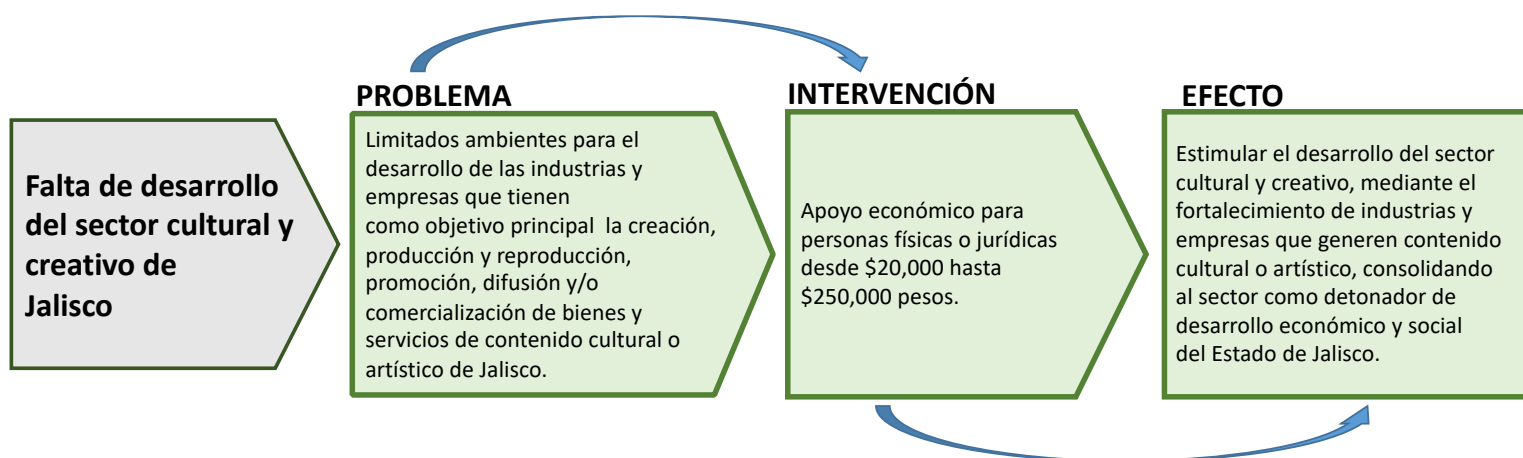 Falta de desarrollo
del sector cultural y
creativo de
Jalisco
PROBLEMA
Limitados ambientes para el
desarrollo de las industrias y
empresas que tienen
como objetivo principal  la creación,
producción y reproducción,
promoción, difusión y/o
comercialización de bienes y
servicios de contenido cultural o
artístico de Jalisco.
INTERVENCIÓN
Apoyo económico para
personas físicas o jurídicas
desde $20,000 hasta
$250,000 pesos.
EFECTO
Estimular el desarrollo del sector
cultural y creativo, mediante el
fortalecimiento de industrias y
empresas que generen contenido
cultural o artístico, consolidando
al sector como detonador de
desarrollo económico y social
del Estado de Jalisco.